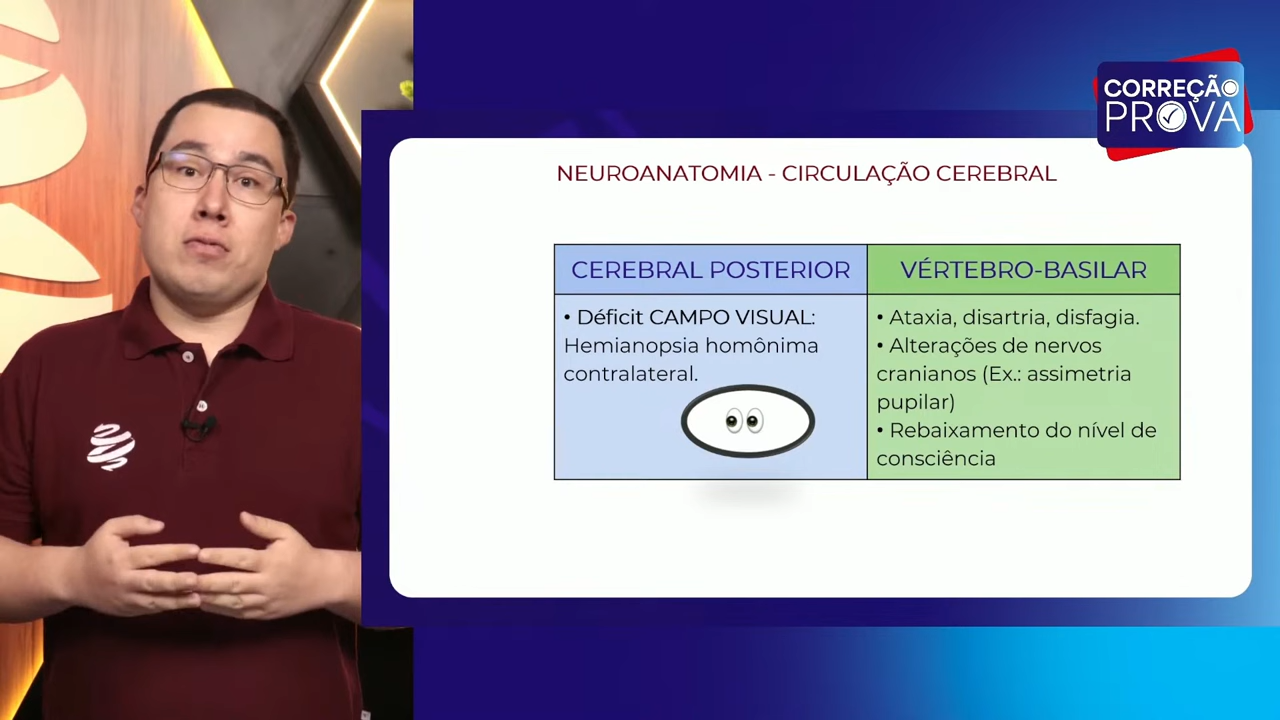 CORREÇÃO
PROVA
NEUROANATOMIA - CIRCULAÇÃO CEREBRAL
CEREBRAL POSTERIOR
• Déficit CAMPO VISUAL:
Hemianopsia homônima
contralateral.
VÉRTEBRO-BASILAR
• Ataxia, disartria, disfagia.
• Alterações de nervos
cranianos (Ex.: assimetria
pupilar)
• Rebaixamento do nível de
consciência